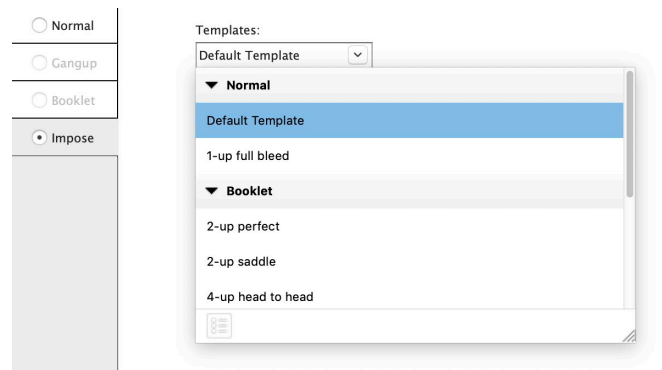 Normal
Gangup
Booklet
Impose
Templates:
Default Template
Normal
Default Template
1-up full bleed
Booklet
2-up perfect
2-up saddle
4-up head to head